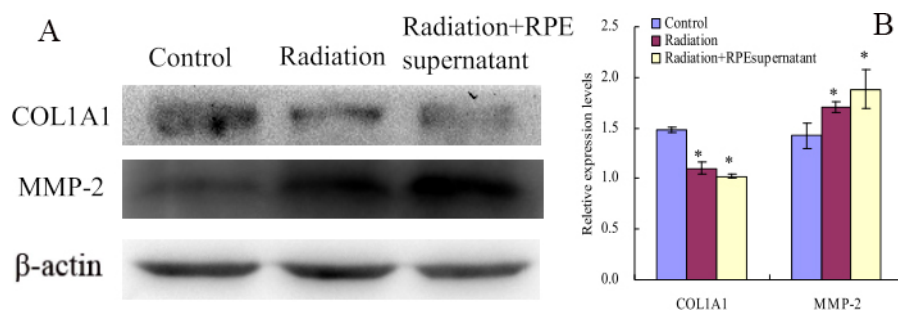 A
Control
Radiation
Radiation+RPE
supernatant
COL1A1
MMP-2
β-actin
B
Control
Radiation
Radiation+RPEsupernatant
Reletive expression levels
2.5
2.0
1.5
1.0
0.5
0.0
*
*
*
*
COL1A1
MMP-2